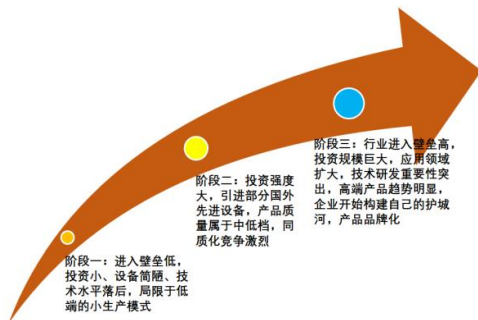 阶段一：进入壁垒低，
投资小、设备简陋、技
术水平落后，局限于低
端的小生产模式
阶段二：投资强度
大，引进部分国外
先进设备，产品质
量属于中低档，同
质化竞争激烈
阶段三：行业进入壁垒高，
投资规模巨大，应用领域
扩大，技术研发重要性突
出，高端产品趋势明显，
企业开始构建自己的护城
河，产品品牌化